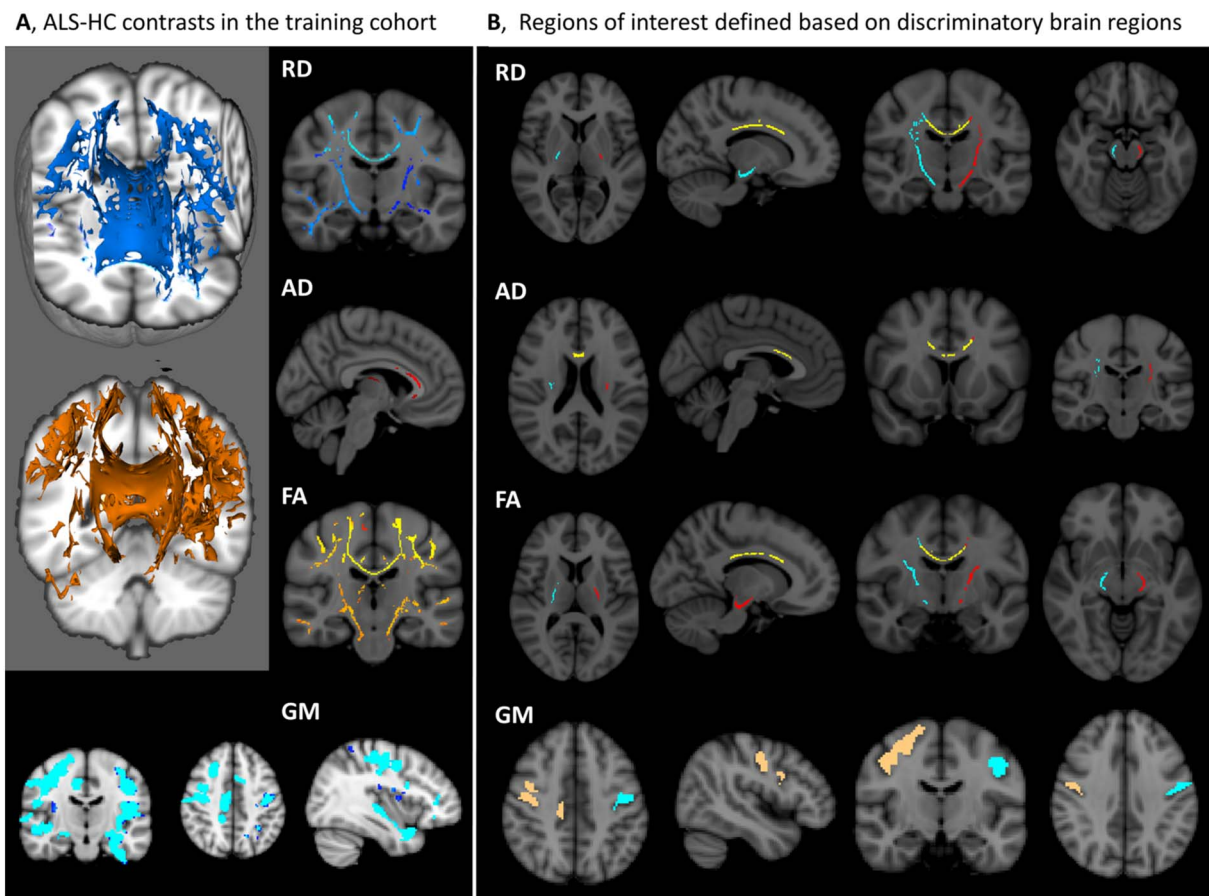 A, ALS-HC contrasts in the training cohort
B, Regions of interest defined based on discriminatory brain regions
RD
AD
FA
GM
RD
AD
FA
GM